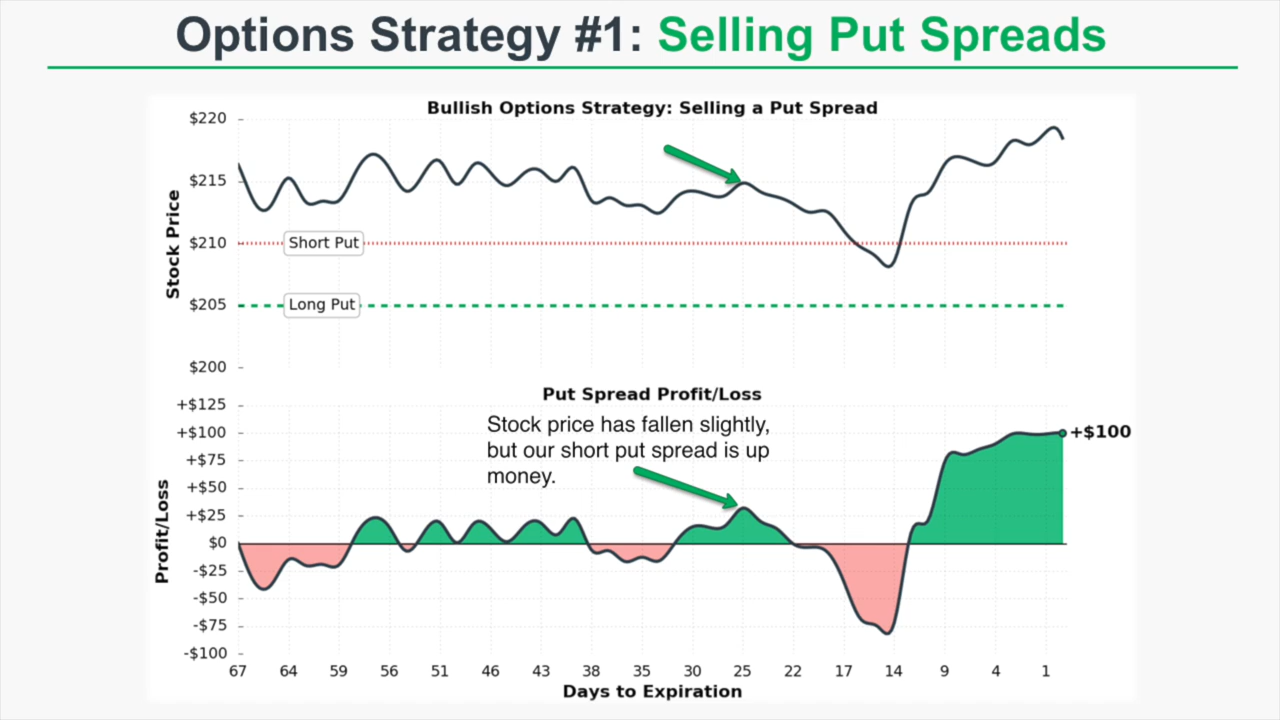 Options Strategy #1: Selling Put Spreads
Bullish Options Strategy: Selling a Put Spread
$220
$215
$210
$205
$200
Stock Price
Short Put
Long Put
Put Spread Profit/Loss
+$125
+$100
+$75
+$50
+$25
$0
-$25
-$50
-$75
-$100
Profit/Loss
Stock price has fallen slightly,
but our short put spread is up
money.
+$100
67 64 59 56 51 46 43 38 35 30 25 22 17 14 9 4 1
Days to Expiration